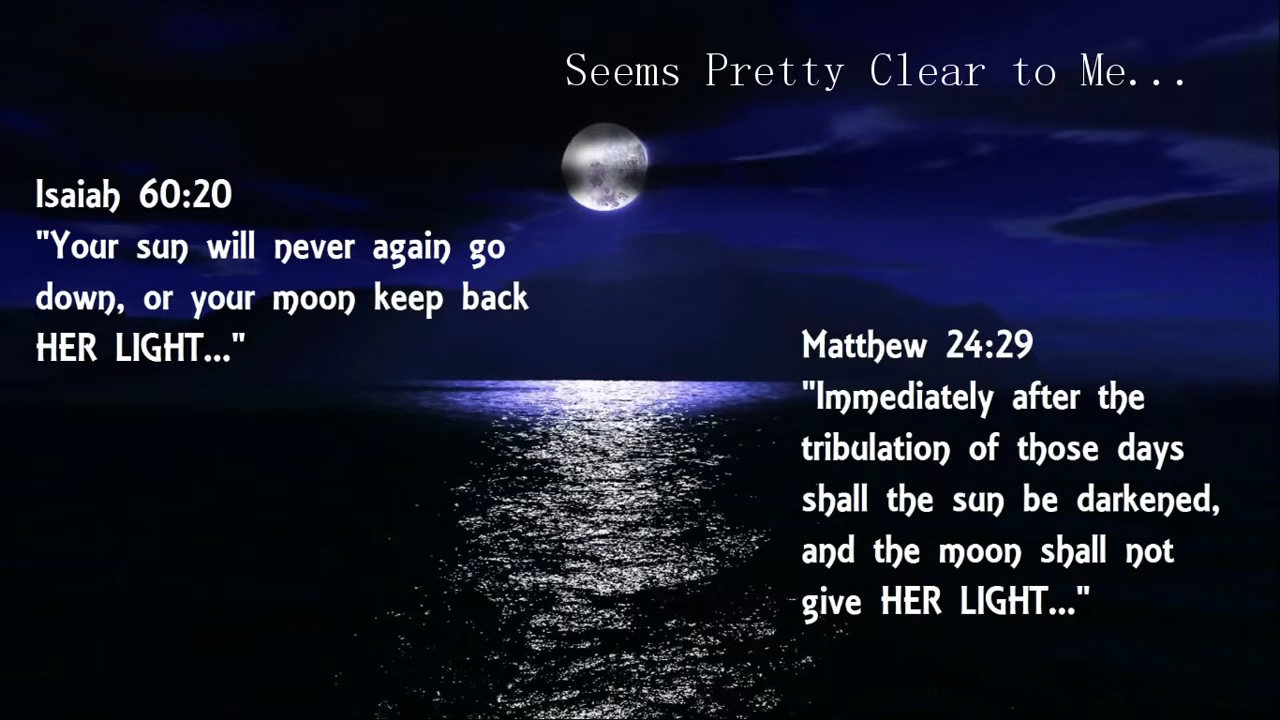 Seems Pretty Clear to Me...
Isaiah 60:20
"Your sun will never again go
down, or your moon keep back
HER LIGHT..."
Matthew 24:29
"Immediately after the
tribulation of those days
shall the sun be darkened,
and the moon shall not
give HER LIGHT..."